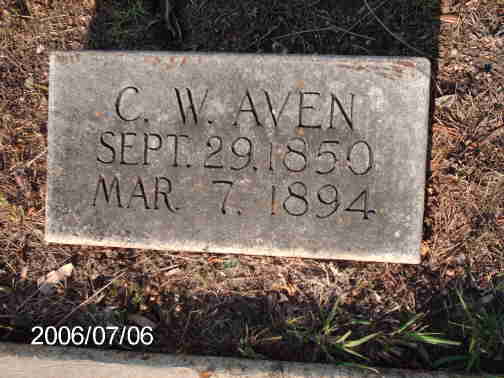 C. W. AVEN
SEPT. 29, 1850
MAR. 7, 1894
2006/07/06